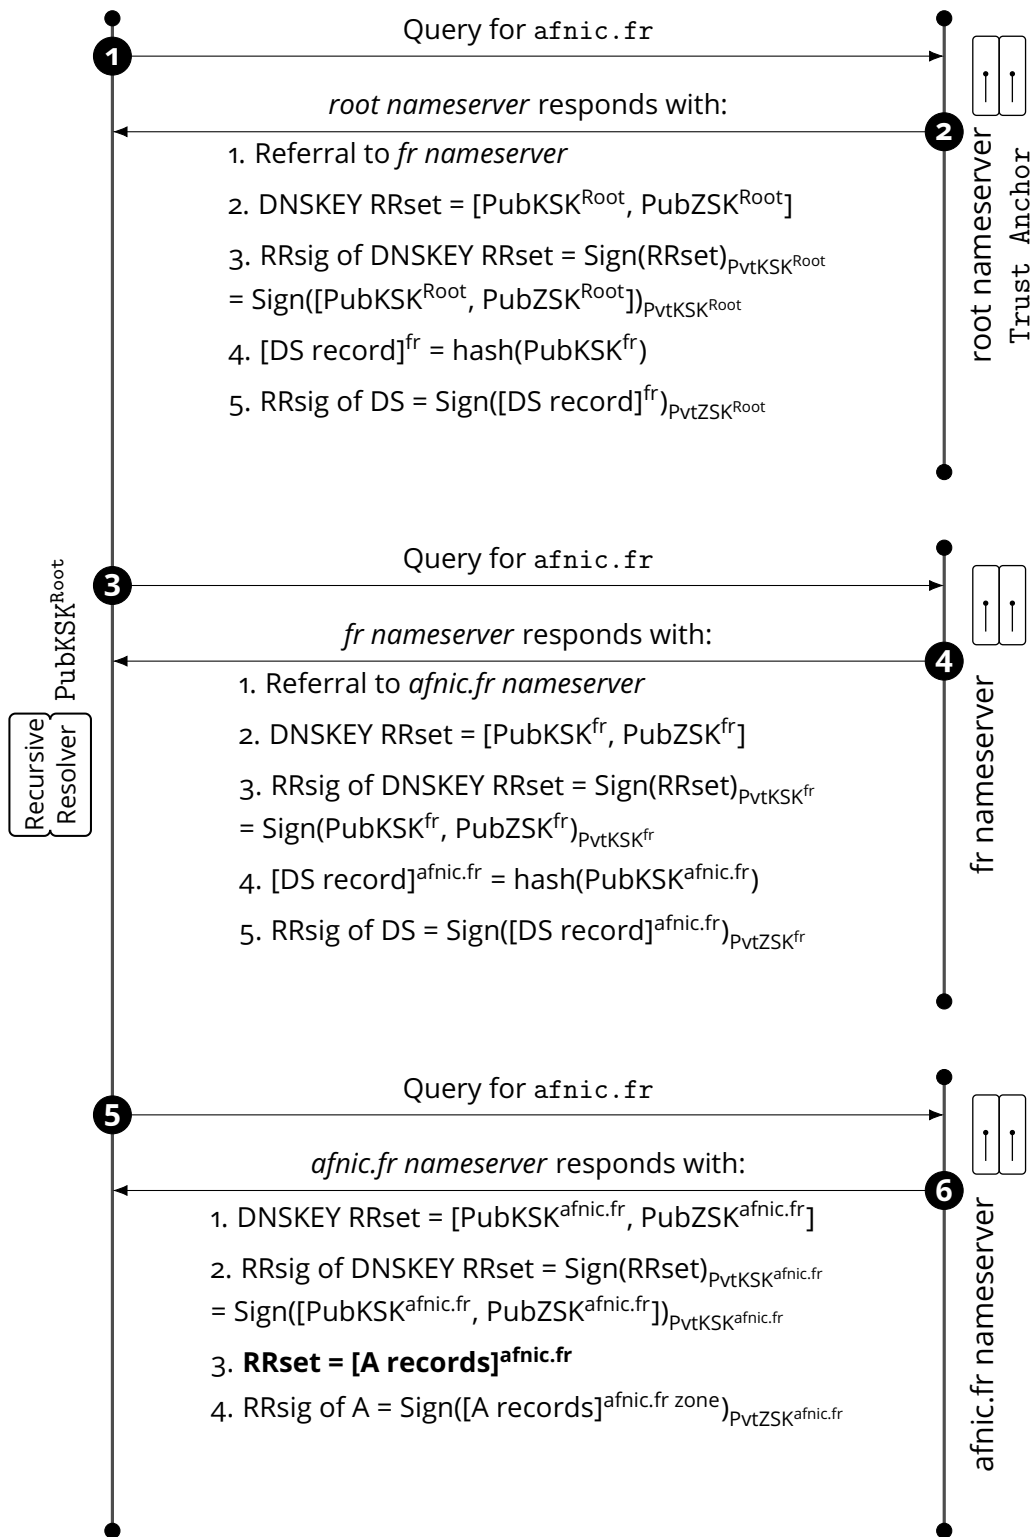 Query for afnic.fr
1
root nameserver responds with:
2
1. Referral to fr nameserver
2. DNSKEY RRset = [PubKSK^Root, PubZSK^Root]
3. RRsig of DNSKEY RRset = Sign(RRset)_PvtKSK^Root
= Sign([PubKSK^Root, PubZSK^Root])_PvtKSK^Root
4. [DS record]^fr = hash(PubKSK^fr)
5. RRsig of DS = Sign([DS record]^fr)_PvtZSK^Root
root nameserver
Trust Anchor
Query for afnic.fr
3
fr nameserver responds with:
4
1. Referral to afnic.fr nameserver
2. DNSKEY RRset = [PubKSK^fr, PubZSK^fr]
3. RRsig of DNSKEY RRset = Sign(RRset)_PvtKSK^fr
= Sign(PubKSK^fr, PubZSK^fr)_PvtKSK^fr
4. [DS record]^afnic.fr = hash(PubKSK^afnic.fr)
5. RRsig of DS = Sign([DS record]^afnic.fr)_PvtZSK^fr
fr nameserver
PubKSK^Root
Recursive
Resolver
Query for afnic.fr
5
afnic.fr nameserver responds with:
6
1. DNSKEY RRset = [PubKSK^afnic.fr, PubZSK^afnic.fr]
2. RRsig of DNSKEY RRset = Sign(RRset)_PvtKSK^afnic.fr
= Sign([PubKSK^afnic.fr, PubZSK^afnic.fr])_PvtKSK^afnic.fr
3. RRset = [A records]^afnic.fr
4. RRsig of A = Sign([A records]^afnic.fr zone)_PvtZSK^afnic.fr
afnic.fr nameserver